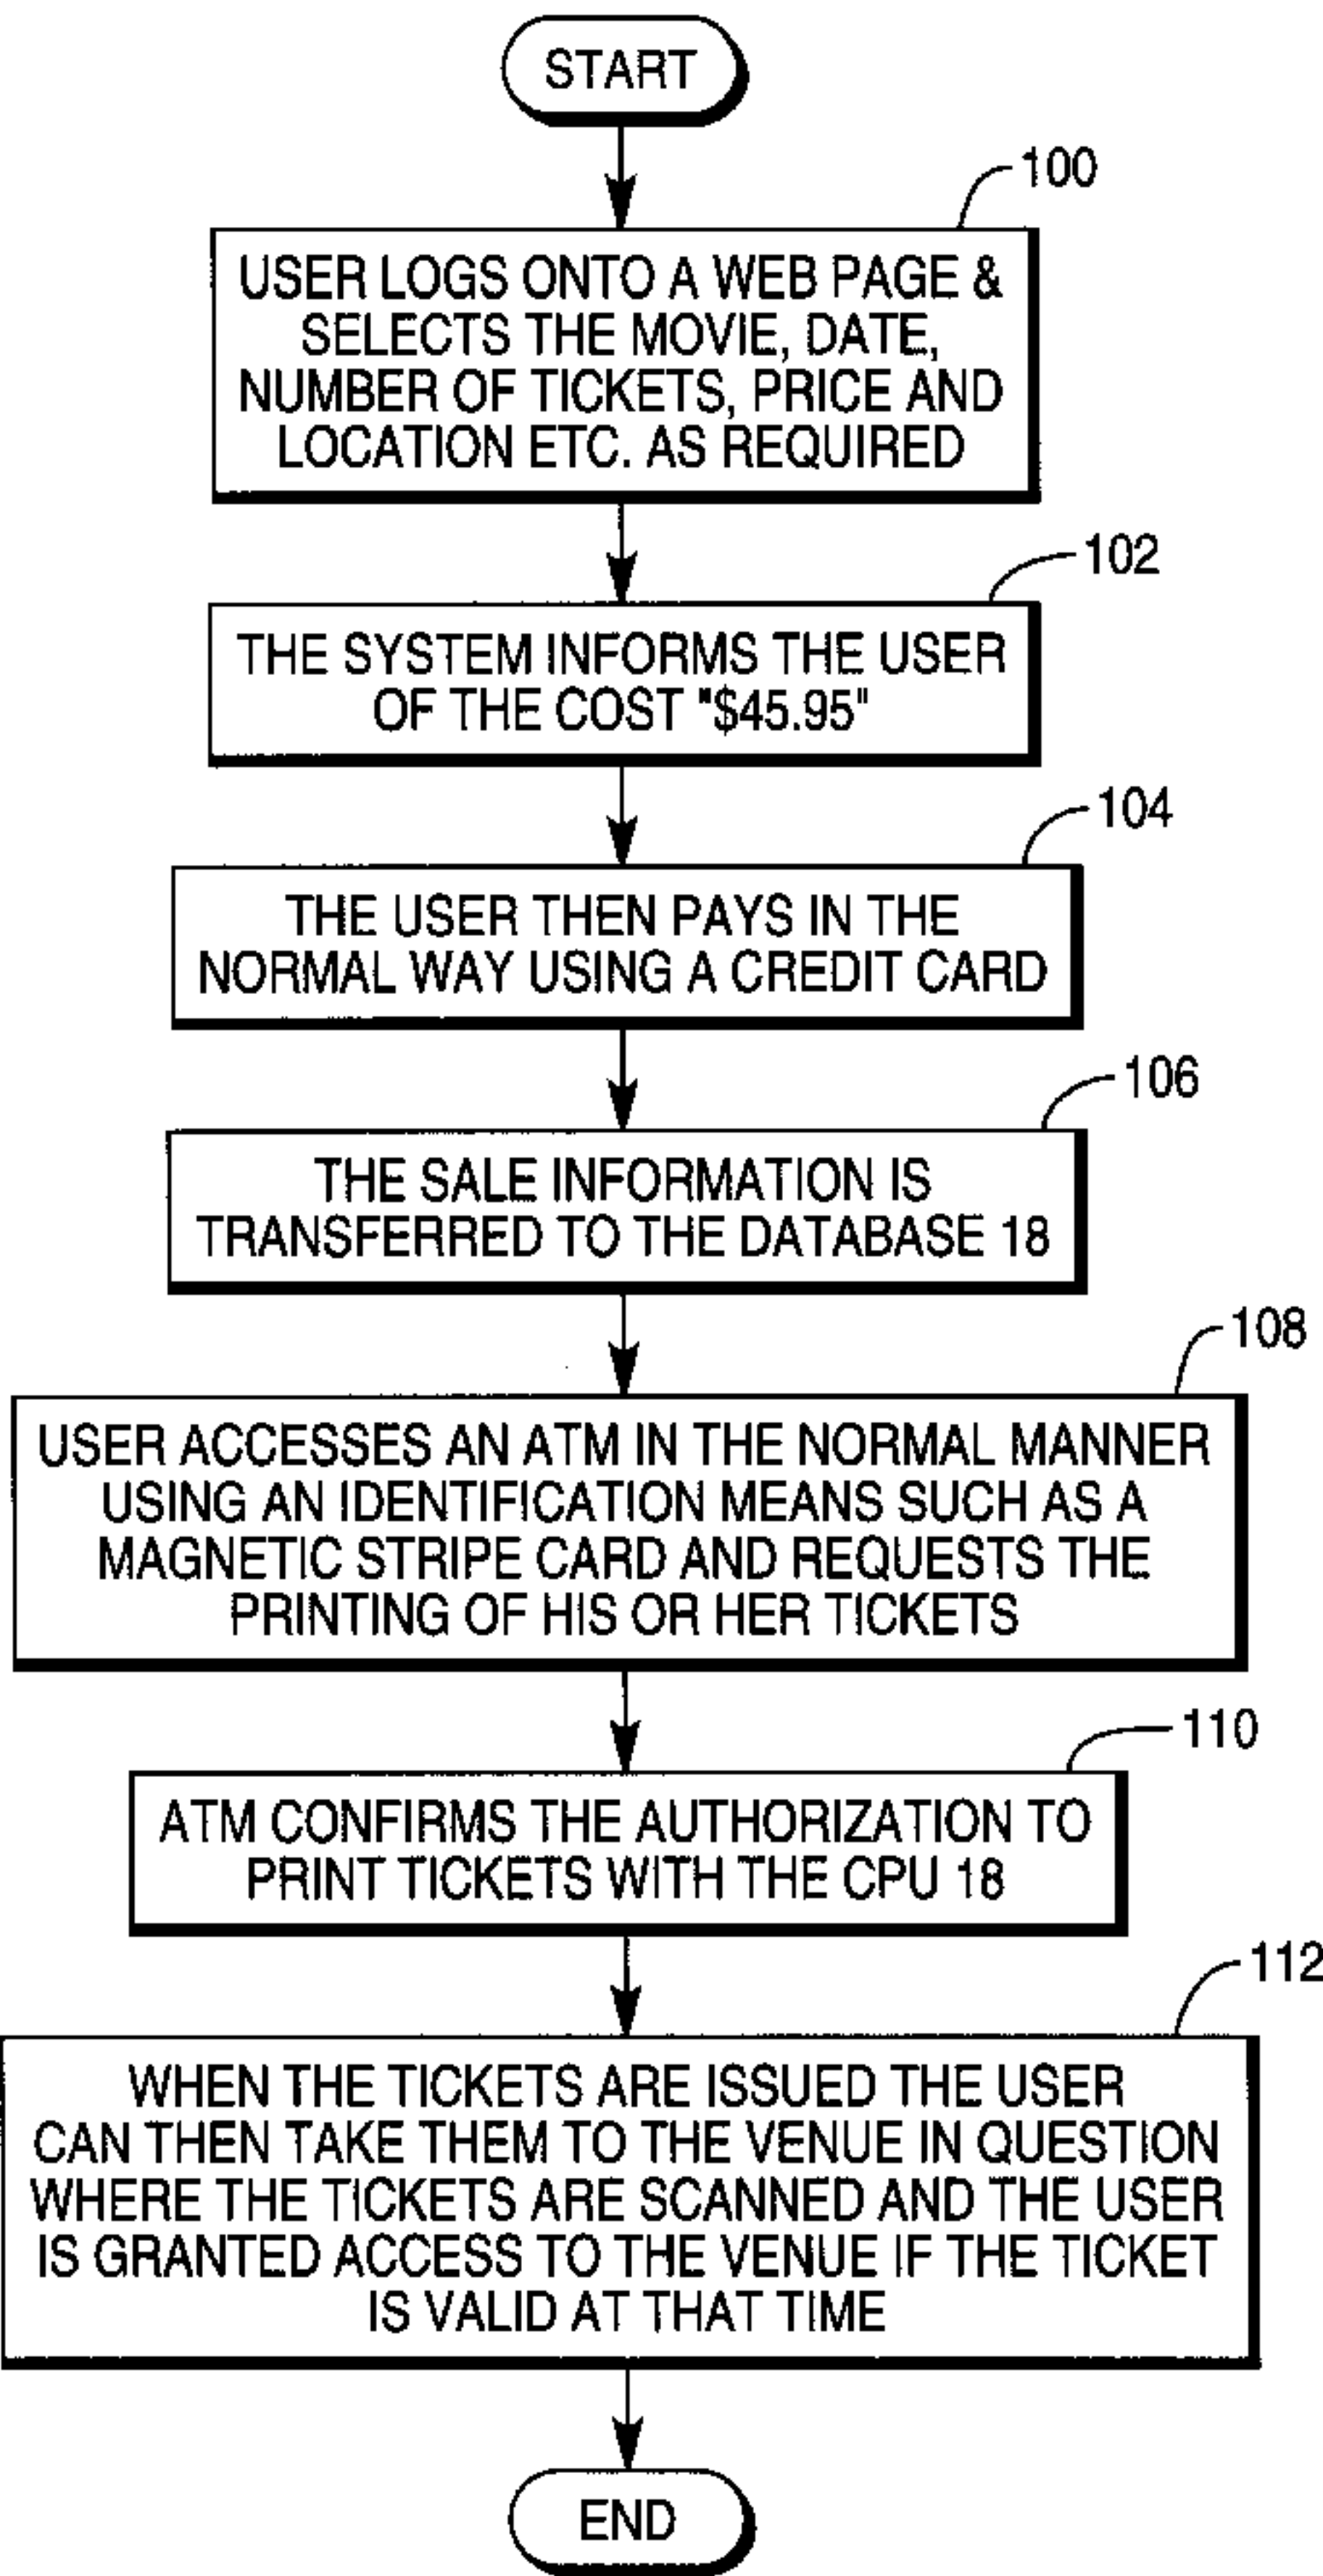 START
100
USER LOGS ONTO A WEB PAGE &
SELECTS THE MOVIE, DATE,
NUMBER OF TICKETS, PRICE AND
LOCATION ETC. AS REQUIRED
102
THE SYSTEM INFORMS THE USER
OF THE COST "$45.95"
104
THE USER THEN PAYS IN THE
NORMAL WAY USING A CREDIT CARD
106
THE SALE INFORMATION IS
TRANSFERRED TO THE DATABASE 18
108
USER ACCESSES AN ATM IN THE NORMAL MANNER
USING AN IDENTIFICATION MEANS SUCH AS A
MAGNETIC STRIPE CARD AND REQUESTS THE
PRINTING OF HIS OR HER TICKETS
110
ATM CONFIRMS THE AUTHORIZATION TO
PRINT TICKETS WITH THE CPU 18
112
WHEN THE TICKETS ARE ISSUED THE USER
CAN THEN TAKE THEM TO THE VENUE IN QUESTION
WHERE THE TICKETS ARE SCANNED AND THE USER
IS GRANTED ACCESS TO THE VENUE IF THE TICKET
IS VALID AT THAT TIME
END